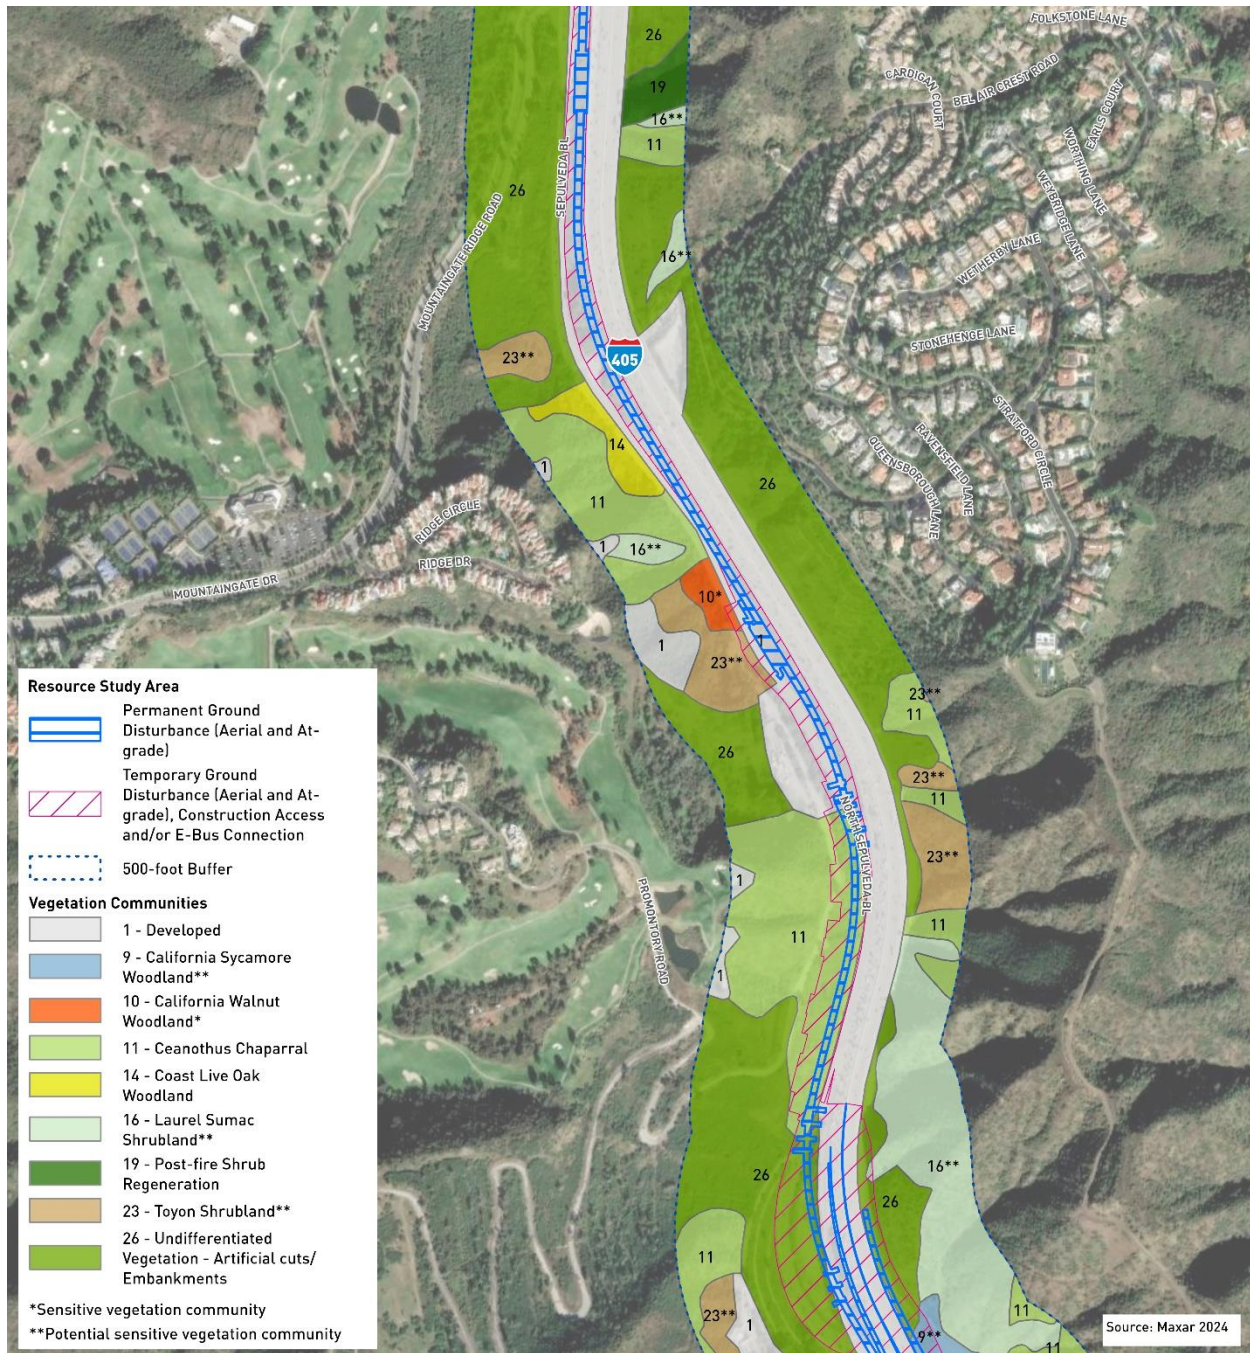 FOLKSTONE LANE
26
CARDIGAN COURT
BEL AIR CREST ROAD
EARLS COURT
19
16**
11
SEPULVEDA BL
WORTHING LANE
WEYBRIDGE LANE
26
MOUNTAINGATE RIDGE ROAD
16**
WETHERBY LANE
STONEHENGE LANE
405
23**
STRATFORD CIRCLE
RAVENSFIELD LANE
QUEENSBOROUGH LANE
14
1
26
11
RIDGE CIRCLE
1
16**
RIDGE DR
MOUNTAINGATE DR
10*
1
1
23**
23**
11
26
23**
11
NORTH SEPULVEDA BL
23**
1
PROMONTORY ROAD
11
11
1
16**
26
26
11
23**
1
11
9**
11
Resource Study Area
Permanent Ground
Disturbance (Aerial and At-
grade)
Temporary Ground
Disturbance (Aerial and At-
grade), Construction Access
and/or E-Bus Connection
500-foot Buffer
Vegetation Communities
1 - Developed
9 - California Sycamore
Woodland**
10 - California Walnut
Woodland*
11 - Ceanothus Chaparral
14 - Coast Live Oak
Woodland
16 - Laurel Sumac
Shrubland**
19 - Post-fire Shrub
Regeneration
23 - Toyon Shrubland**
26 - Undifferentiated
Vegetation - Artificial cuts/
Embankments
*Sensitive vegetation community
**Potential sensitive vegetation community
Source: Maxar 2024